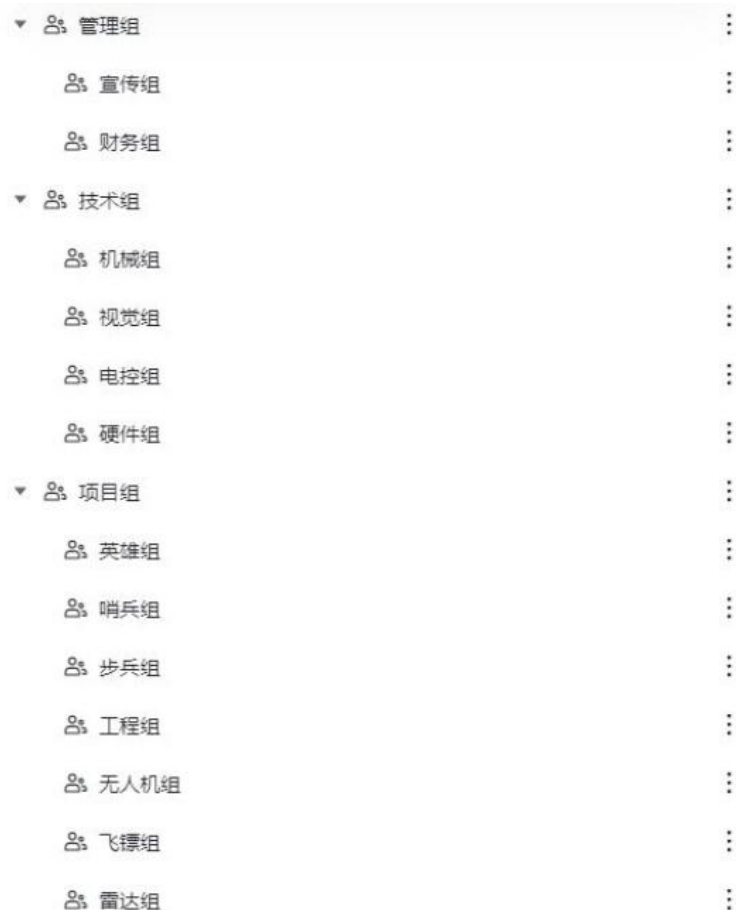 管理组
宣传组
财务组
技术组
机械组
视觉组
电控组
硬件组
项目组
英雄组
哨兵组
步兵组
工程组
无人机组
飞镖组
雷达组